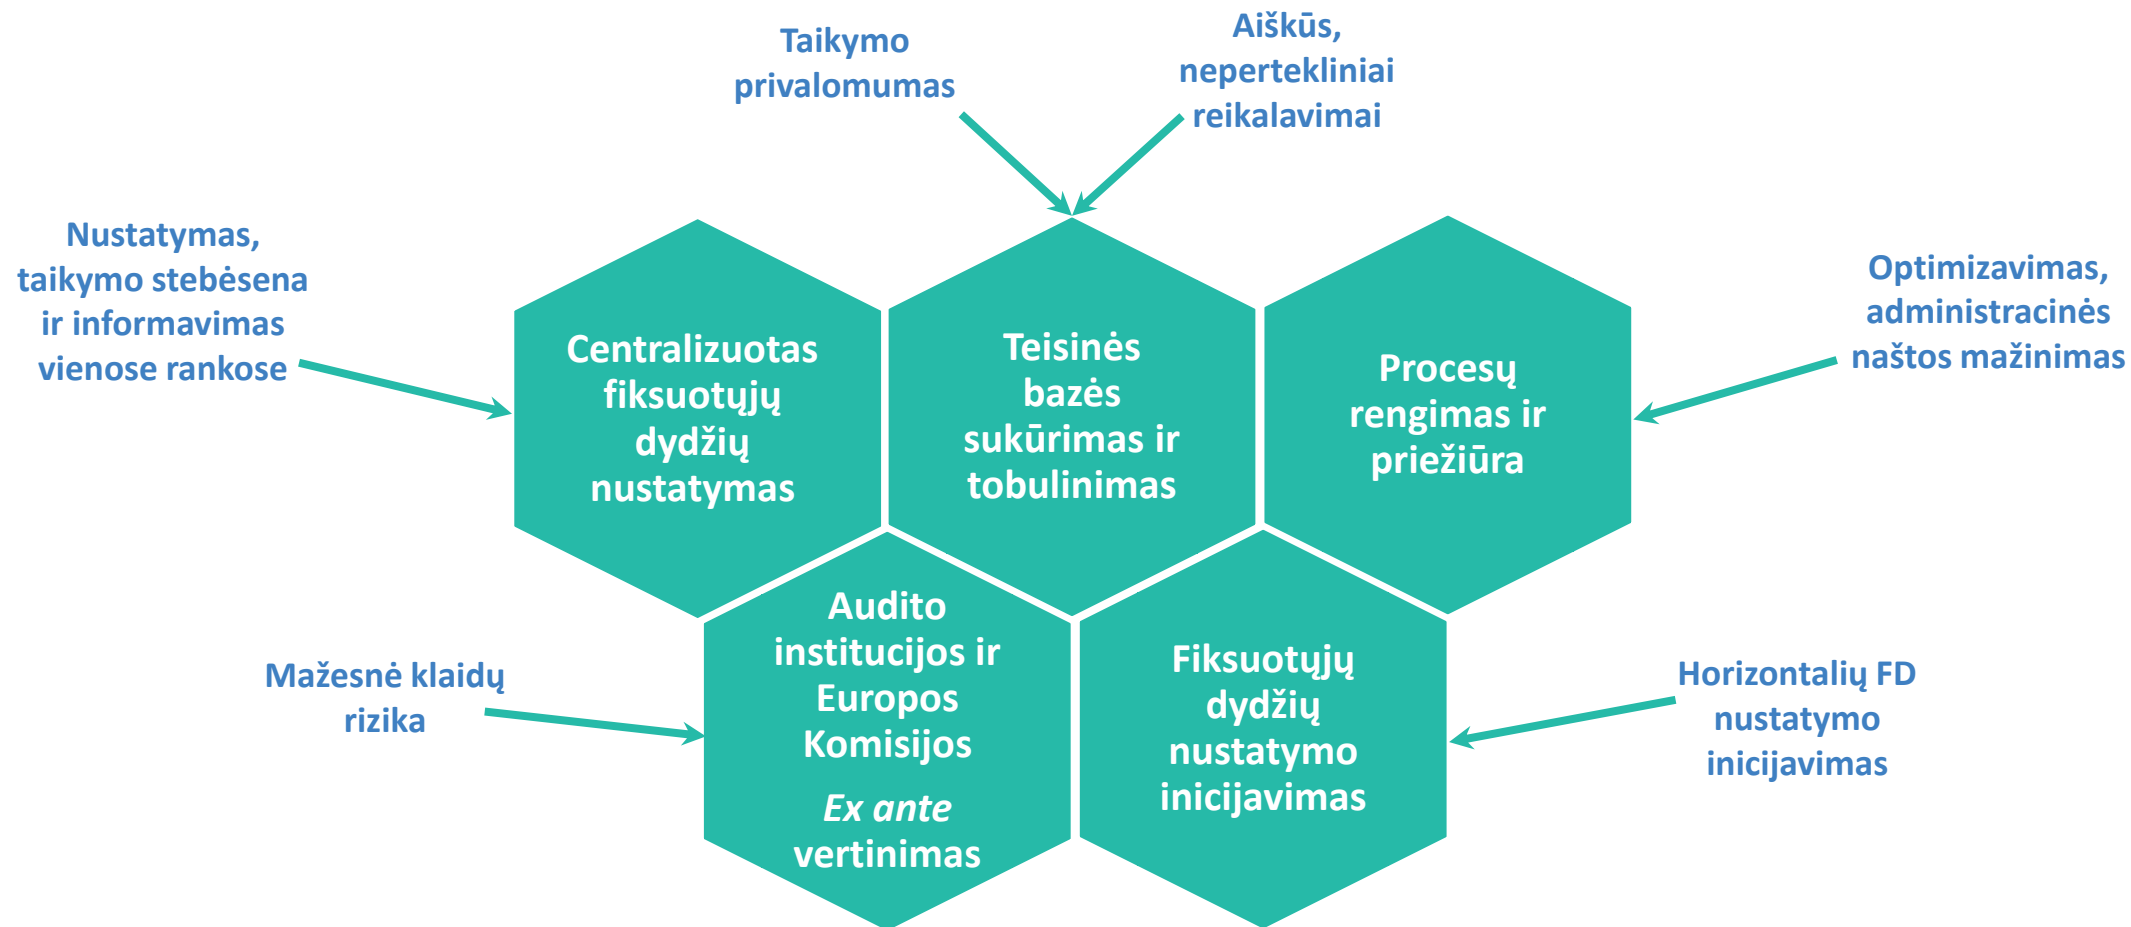 Taikymo
privalomumas
Aiškūs,
nepertekliniai
reikalavimai
Nustatymas,
taikymo stebėsena
ir informavimas
vienose rankose
Optimizavimas,
administracinės
naštos mažinimas
Centralizuotas
fiksuotųjų
dydžių
nustatymas
Teisinės
bazės
sukūrimas ir
tobulinimas
Procesų
rengimas ir
priežiūra
Mažesnė klaidų
rizika
Audito
institucijos ir
Europos
Komisijos
Ex ante
vertinimas
Fiksuotųjų
dydžių
nustatymo
inicijavimas
Horizontalių FD
nustatymo
inicijavimas